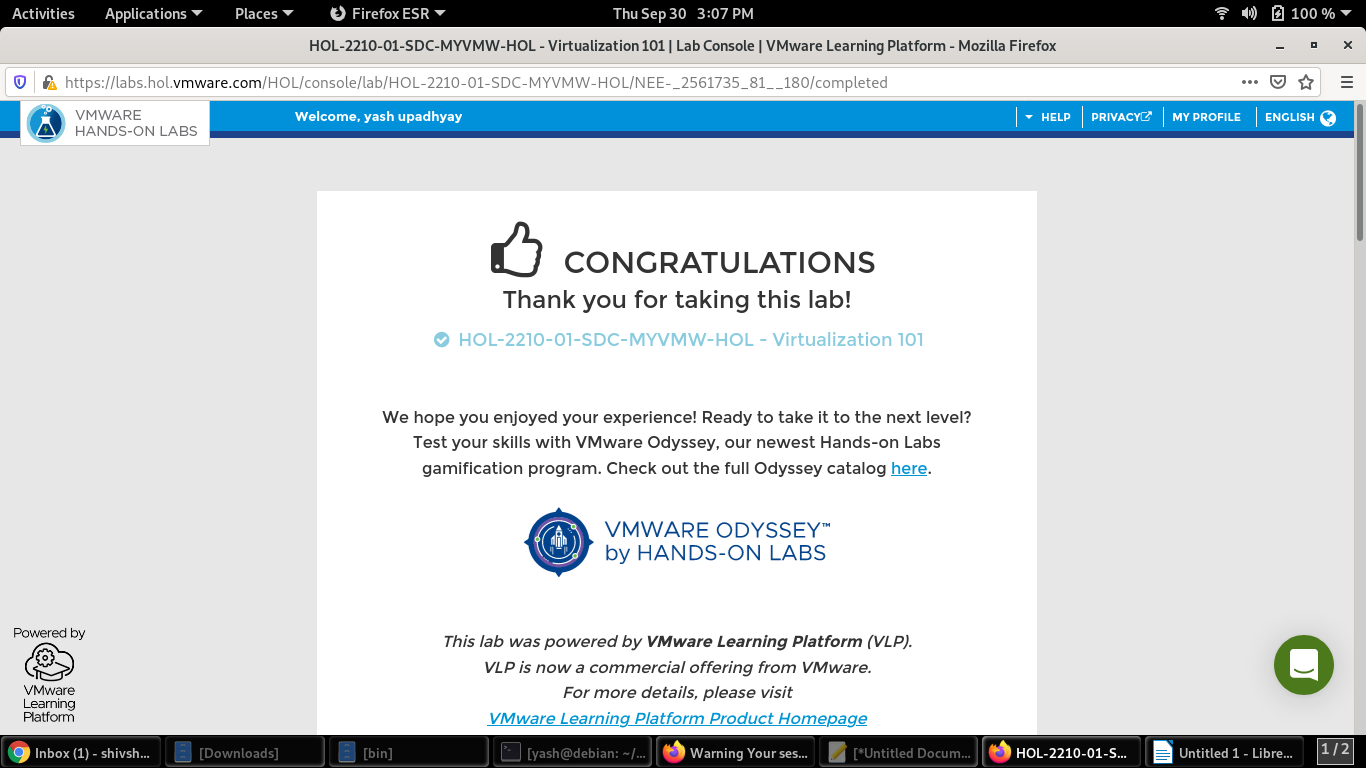 Activities Applications Places Firefox ESR Thu Sep 30 3:07 PM 100 %
HOL-2210-01-SDC-MYVMW-HOL - Virtualization 101 | Lab Console | VMware Learning Platform - Mozilla Firefox
https://labs.hol.vmware.com/HOL/console/lab/HOL-2210-01-SDC-MYVMW-HOL/NEE-_2561735_81__180/completed
VMWARE
HANDS-ON LABS
Welcome, yash upadhyay
HELP PRIVACY MY PROFILE ENGLISH
CONGRATULATIONS
Thank you for taking this lab!
HOL-2210-01-SDC-MYVMW-HOL - Virtualization 101
We hope you enjoyed your experience! Ready to take it to the next level?
Test your skills with VMware Odyssey, our newest Hands-on Labs
gamification program. Check out the full Odyssey catalog here.
VMWARE ODYSSEY™
by HANDS-ON LABS
This lab was powered by VMware Learning Platform (VLP).
VLP is now a commercial offering from VMware.
For more details, please visit
VMware Learning Platform Product Homepage
Powered by
VMware
Learning
Platform
Inbox (1) - shivsh... [Downloads] [bin] [yash@debian: ~/... Warning Your ses... [*Untitled Docum... HOL-2210-01-S... Untitled 1 - Libre... 1 / 2